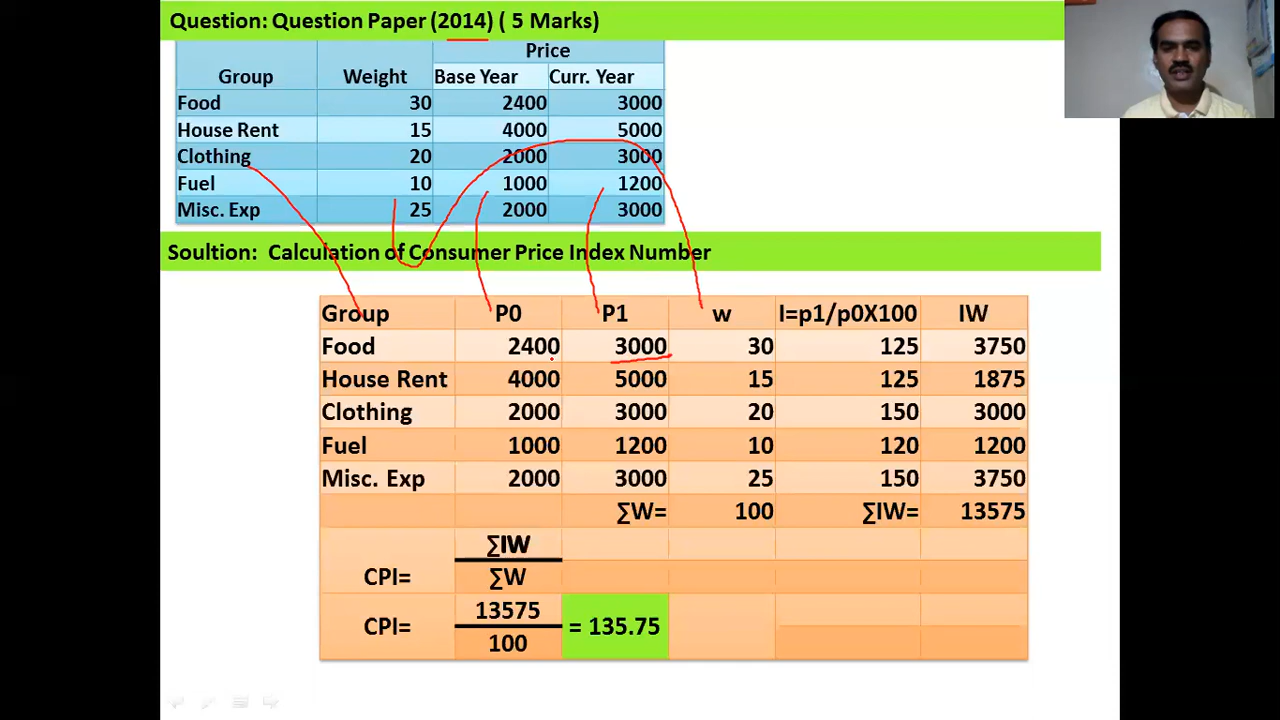 Question: Question Paper (2014) ( 5 Marks)
Price
Group Weight Base Year Curr. Year
Food 30 2400 3000
House Rent 15 4000 5000
Clothing 20 2000 3000
Fuel 10 1000 1200
Misc. Exp 25 2000 3000
Soultion: Calculation of Consumer Price Index Number
Group P0 P1 w I=p1/p0X100 IW
Food 2400 3000 30 125 3750
House Rent 4000 5000 15 125 1875
Clothing 2000 3000 20 150 3000
Fuel 1000 1200 10 120 1200
Misc. Exp 2000 3000 25 150 3750
∑W= 100 ∑IW= 13575
∑IW
CPI= ∑W
13575
CPI= = 135.75
100